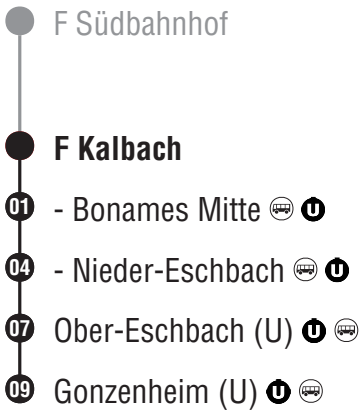 F Südbahnhof
F Kalbach
01 - Bonames Mitte U
04 - Nieder-Eschbach U
07 Ober-Eschbach (U) U
09 Gonzenheim (U) U